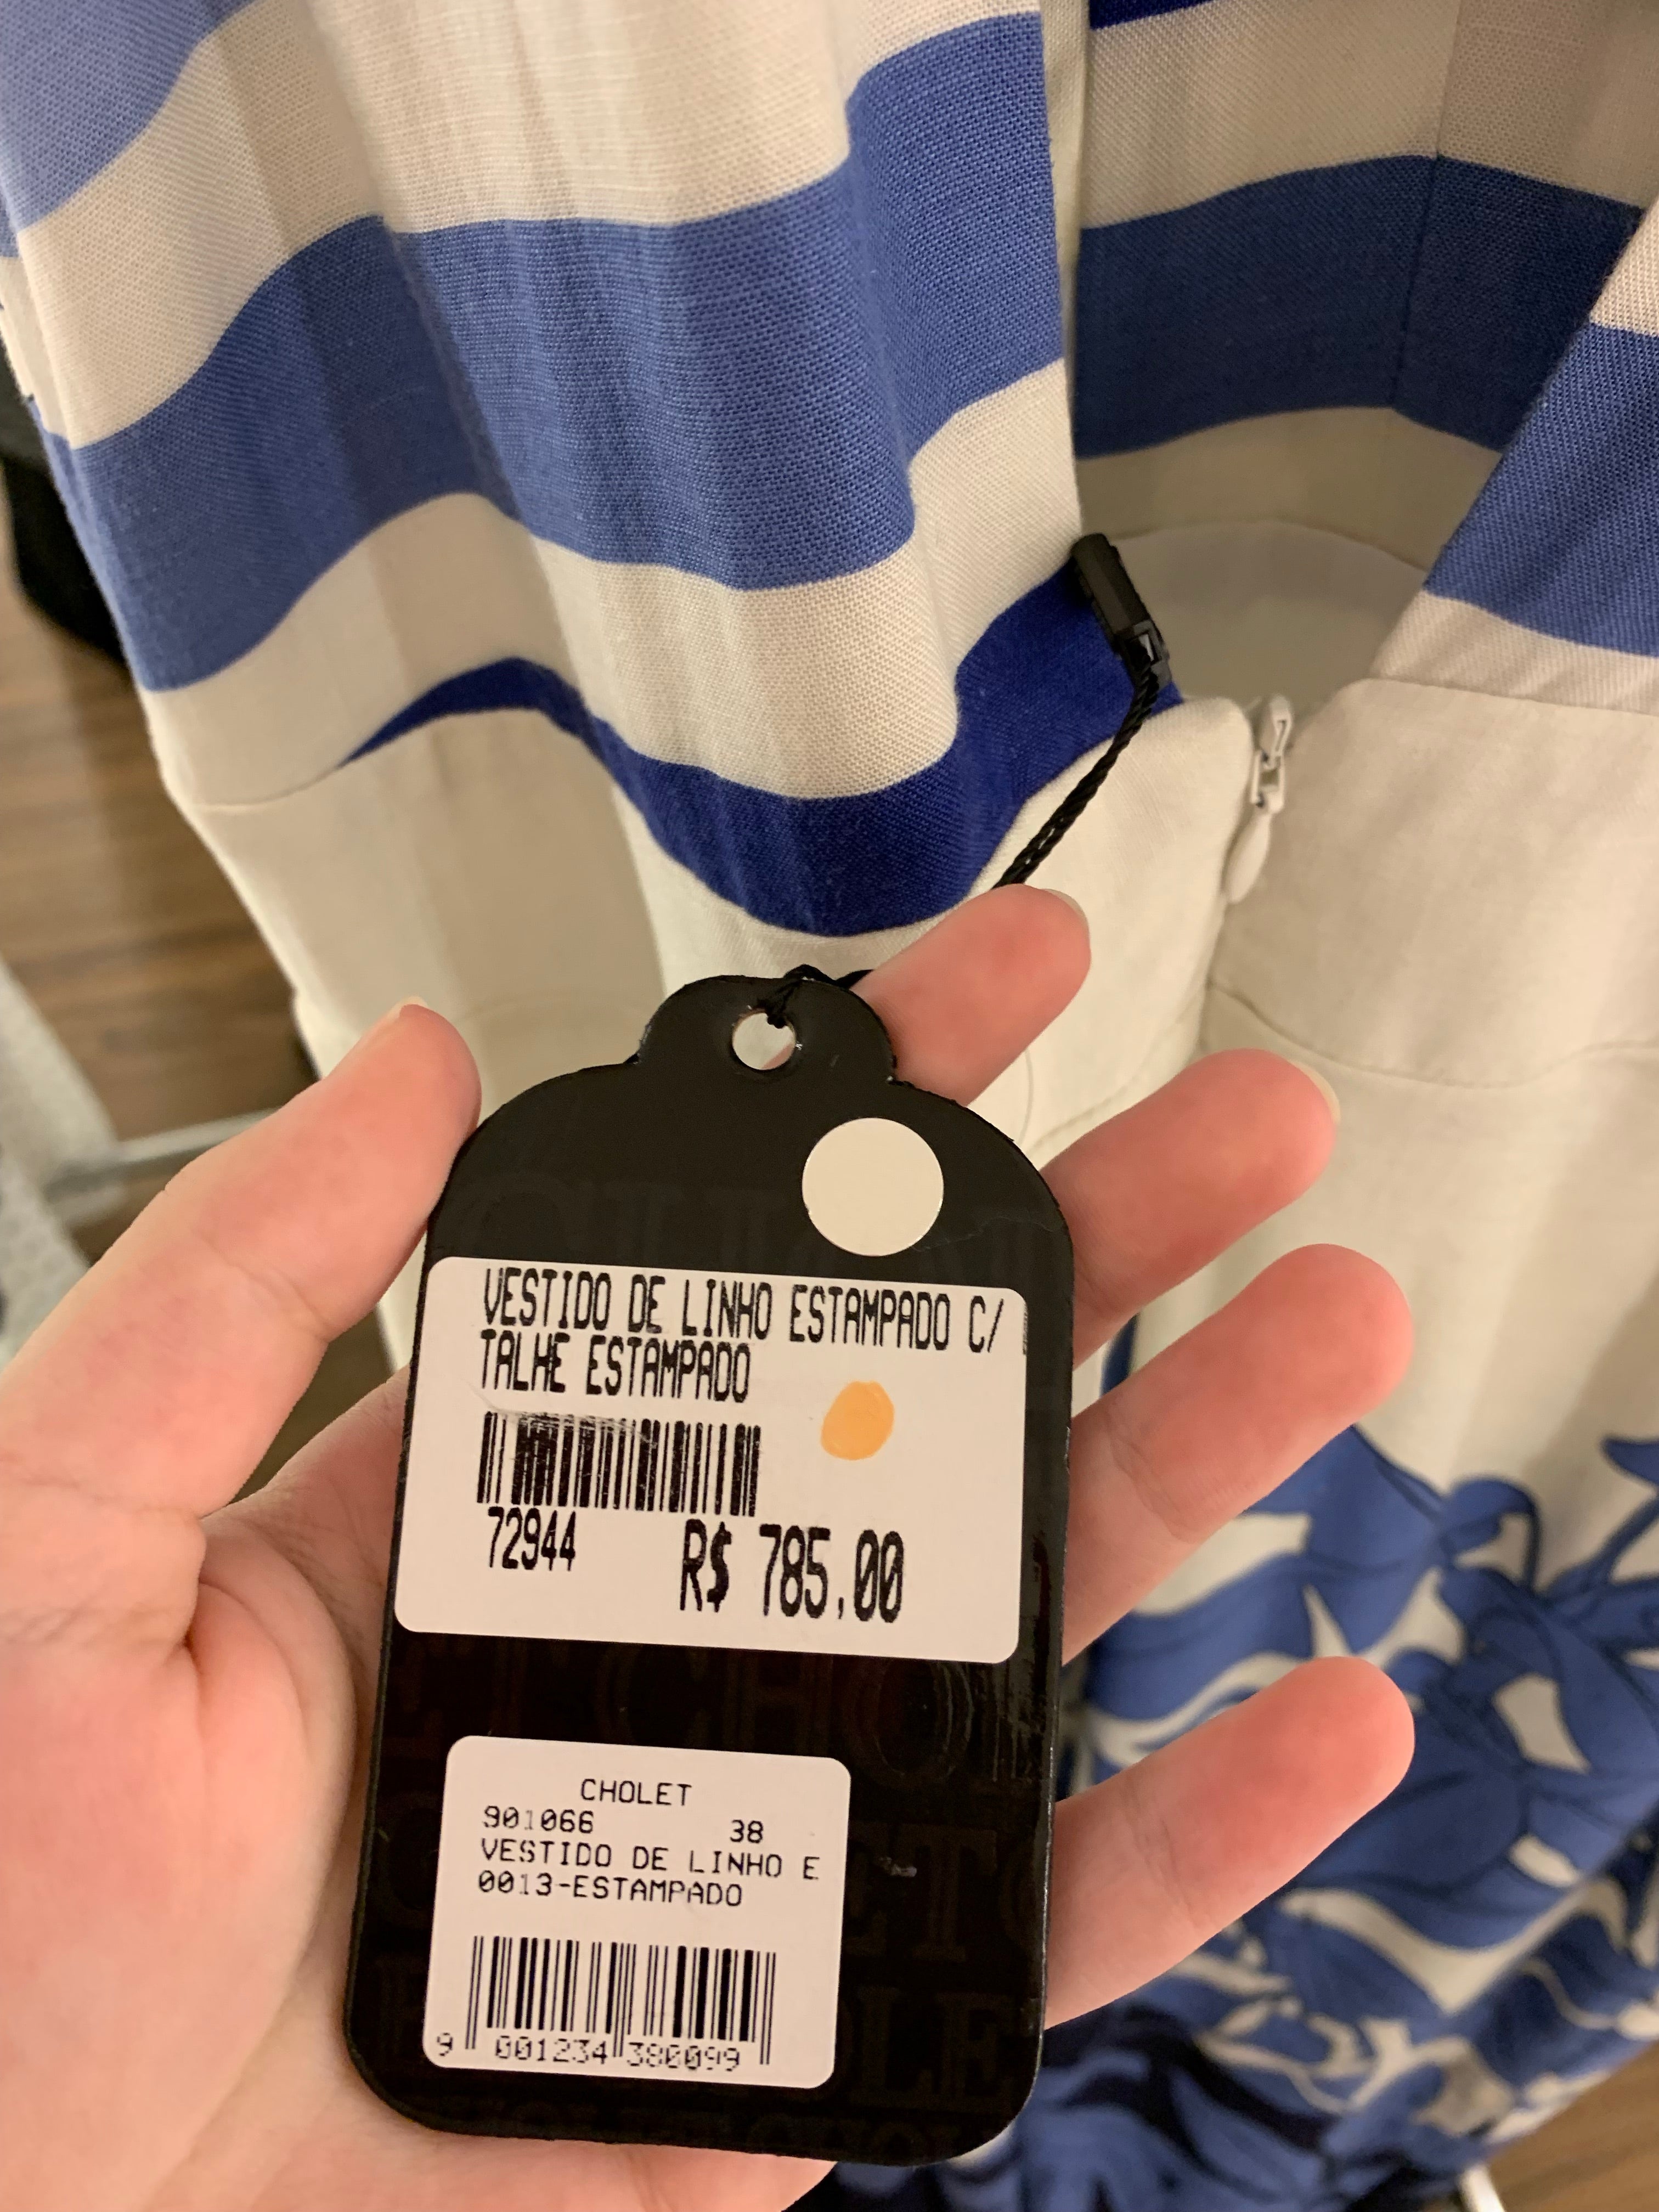 VESTIDO DE LINHO ESTAMPADO C/
TALHE ESTAMPADO
72944 R$ 785,00
CHOLET
901066 38
VESTIDO DE LINHO E
0013-ESTAMPADO
9 001234 380099